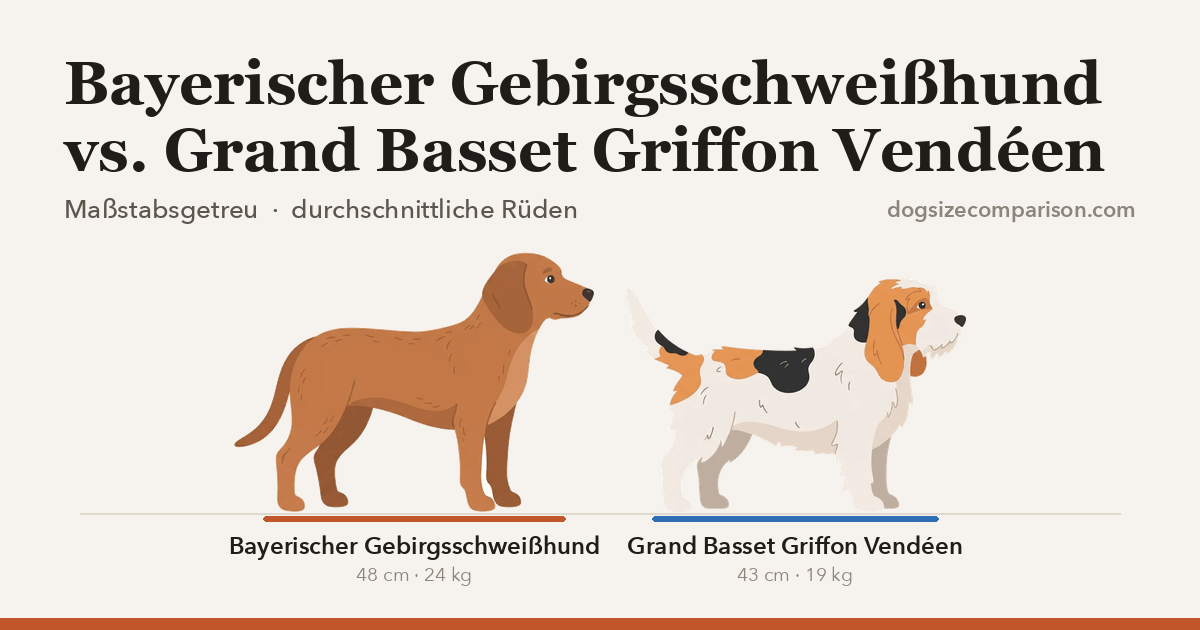 Bayerischer Gebirgsschweißhund
vs. Grand Basset Griffon Vendéen
Maßstabsgetreu · durchschnittliche Rüden
dogsizecomparison.com
Bayerischer Gebirgsschweißhund
48 cm · 24 kg
Grand Basset Griffon Vendéen
43 cm · 19 kg